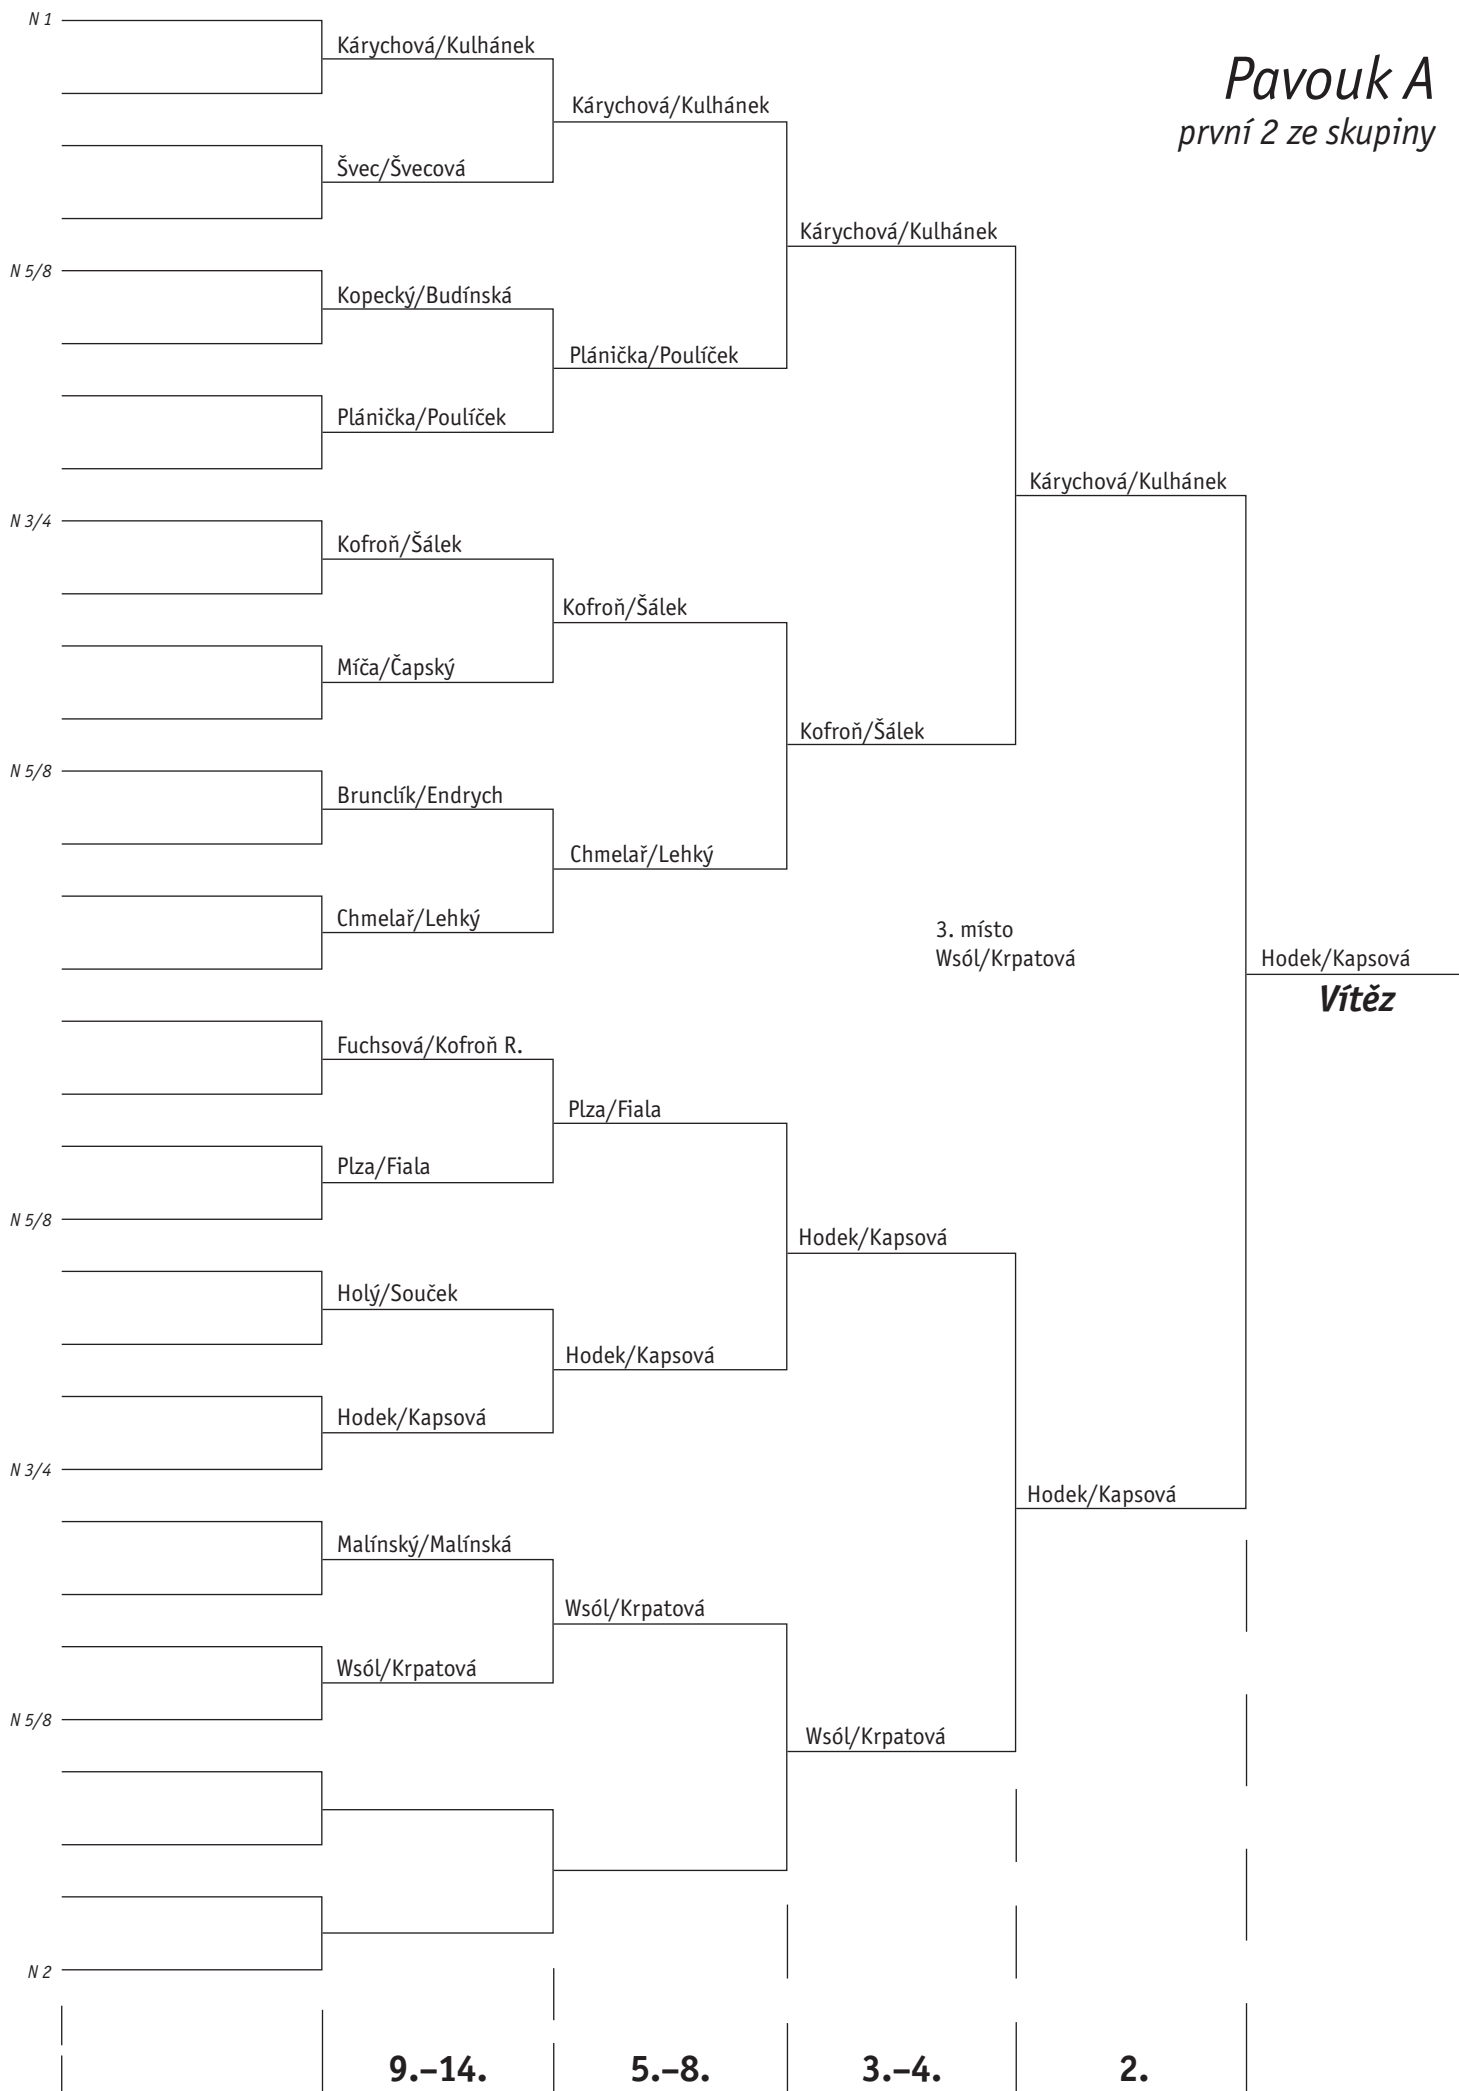 Pavouk A
první 2 ze skupiny
N 1
Kárychová/Kulhánek
Kárychová/Kulhánek
Švec/Švecová
Kárychová/Kulhánek
N 5/8
Kopecký/Budínská
Plánička/Poulíček
Plánička/Poulíček
Kárychová/Kulhánek
N 3/4
Kofroň/Šálek
Kofroň/Šálek
Míča/Čapský
Kofroň/Šálek
N 5/8
Brunclík/Endrych
Chmelař/Lehký
Chmelař/Lehký
3. místo
Wsól/Krpatová
Hodek/Kapsová
Vítěz
Fuchsová/Kofroň R.
Plza/Fiala
Plza/Fiala
N 5/8
Hodek/Kapsová
Holý/Souček
Hodek/Kapsová
Hodek/Kapsová
N 3/4
Hodek/Kapsová
Malínský/Malínská
Wsól/Krpatová
Wsól/Krpatová
N 5/8
Wsól/Krpatová
N 2
9.–14.
5.–8.
3.–4.
2.